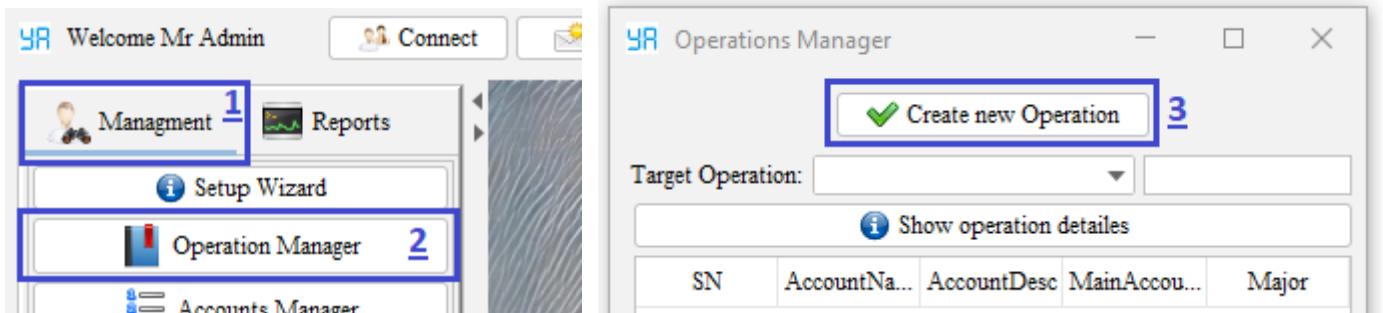 YA Welcome Mr Admin Connect
Managment 1 Reports
Setup Wizard
Operation Manager 2
Accounts Manager
YA Operations Manager
Create new Operation 3
Target Operation:
Show operation detailes
SN AccountNa... AccountDesc MainAccou... Major